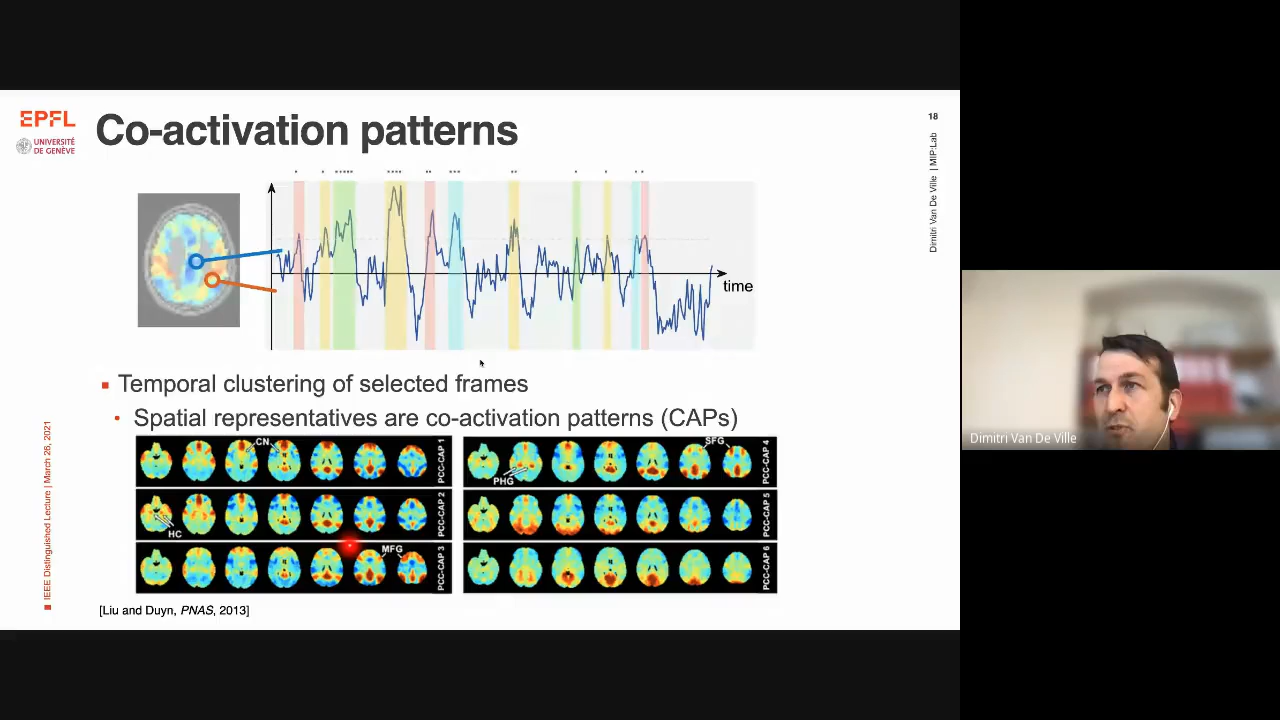 EPFL
UNIVERSITÉ
DE GENÈVE
Co-activation patterns
18
Dimitri Van De Ville | MIP:Lab
time
Temporal clustering of selected frames
Spatial representatives are co-activation patterns (CAPs)
CN
PCC-CAP 1
SFG
PHG
PCC-CAP 4
HC
PCC-CAP 2
PCC-CAP 5
MFG
PCC-CAP 3
PCC-CAP 6
[Liu and Duyn, PNAS, 2013]
IEEE Distinguished Lecture | March 26, 2021
Dimitri Van De Ville